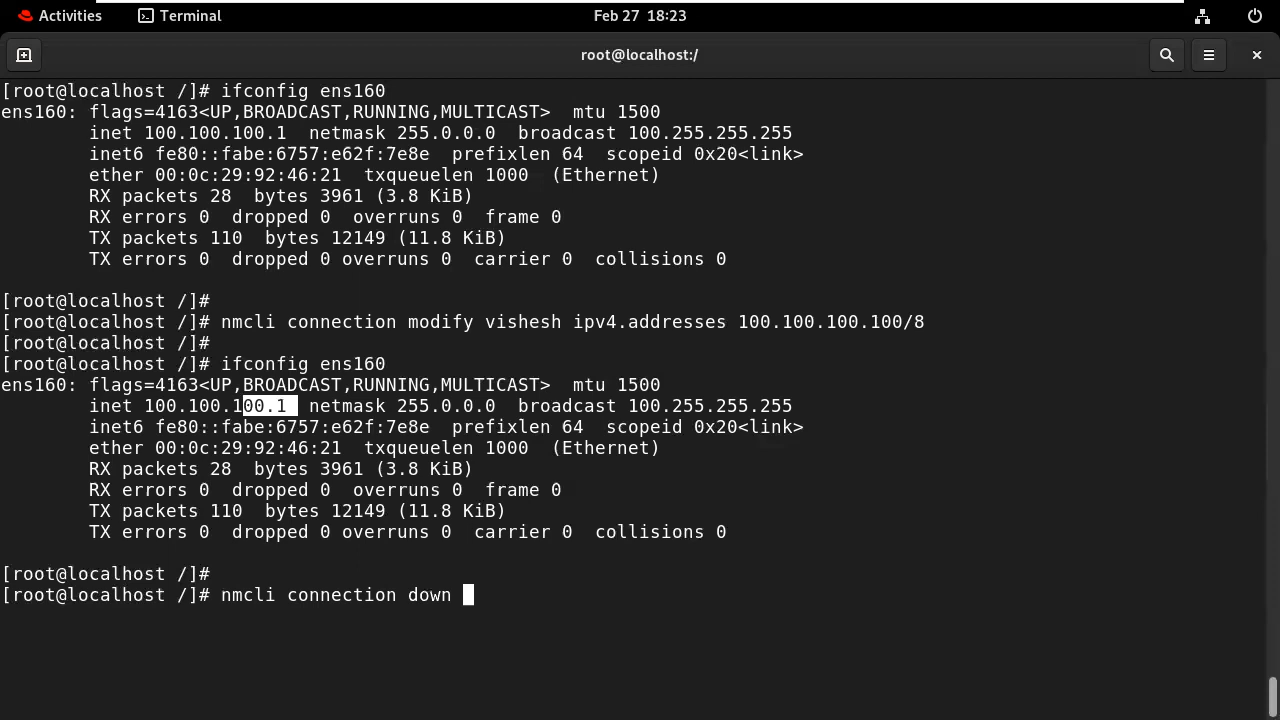 Activities Terminal Feb 27 18:23
root@localhost:/
[root@localhost /]# ifconfig ens160
ens160: flags=4163<UP,BROADCAST,RUNNING,MULTICAST>  mtu 1500
        inet 100.100.100.1  netmask 255.0.0.0  broadcast 100.255.255.255
        inet6 fe80::fabe:6757:e62f:7e8e  prefixlen 64  scopeid 0x20<link>
        ether 00:0c:29:92:46:21  txqueuelen 1000  (Ethernet)
        RX packets 28  bytes 3961 (3.8 KiB)
        RX errors 0  dropped 0  overruns 0  frame 0
        TX packets 110  bytes 12149 (11.8 KiB)
        TX errors 0  dropped 0 overruns 0  carrier 0  collisions 0
[root@localhost /]#
[root@localhost /]# nmcli connection modify vishesh ipv4.addresses 100.100.100.100/8
[root@localhost /]#
[root@localhost /]# ifconfig ens160
ens160: flags=4163<UP,BROADCAST,RUNNING,MULTICAST>  mtu 1500
        inet 100.100.100.1  netmask 255.0.0.0  broadcast 100.255.255.255
        inet6 fe80::fabe:6757:e62f:7e8e  prefixlen 64  scopeid 0x20<link>
        ether 00:0c:29:92:46:21  txqueuelen 1000  (Ethernet)
        RX packets 28  bytes 3961 (3.8 KiB)
        RX errors 0  dropped 0  overruns 0  frame 0
        TX packets 110  bytes 12149 (11.8 KiB)
        TX errors 0  dropped 0 overruns 0  carrier 0  collisions 0
[root@localhost /]#
[root@localhost /]# nmcli connection down